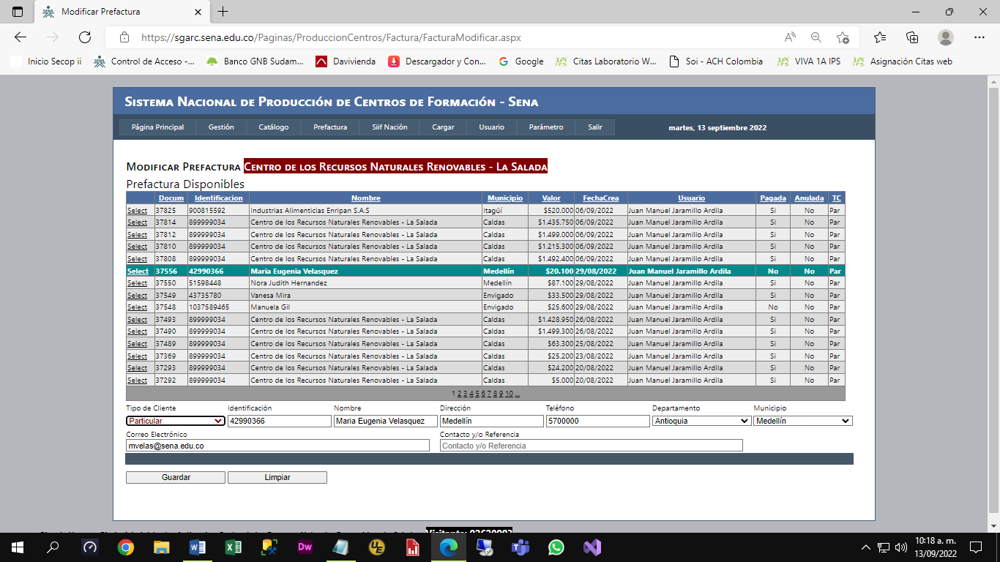 Modificar Prefactura
https://sgarc.sena.edu.co/Paginas/ProduccionCentros/Factura/FacturaModificar.aspx
Inicio Secop ii Control de Acceso -... Banco GNB Sudam... Davivienda Descargador y Con... Google Citas Laboratorio W... Soi - ACH Colombia VIVA 1A IPS Asignación Citas web
Sistema Nacional de Producción de Centros de Formación - Sena
Página Principal Gestión Catálogo Prefactura Siif Nación Cargar Usuario Parámetro Salir martes, 13 septiembre 2022
Modificar Prefactura Centro de los Recursos Naturales Renovables - La Salada
Prefactura Disponibles
Docum Identificacion Nombre Municipio Valor FechaCrea Usuario Pagada Anulada TC
Select 37825 900815592 Industrias Alimenticias Enripan S.A.S Itagüí $520.000 06/09/2022 Juan Manuel Jaramillo Ardila Si No Par
Select 37814 899999034 Centro de los Recursos Naturales Renovables - La Salada Caldas $1.435.750 06/09/2022 Juan Manuel Jaramillo Ardila Si No Par
Select 37812 899999034 Centro de los Recursos Naturales Renovables - La Salada Caldas $1.499.000 06/09/2022 Juan Manuel Jaramillo Ardila Si No Par
Select 37810 899999034 Centro de los Recursos Naturales Renovables - La Salada Caldas $1.215.300 06/09/2022 Juan Manuel Jaramillo Ardila Si No Par
Select 37808 899999034 Centro de los Recursos Naturales Renovables - La Salada Caldas $1.492.400 06/09/2022 Juan Manuel Jaramillo Ardila Si No Par
Select 37556 42990366 Maria Eugenia Velasquez Medellín $20.100 29/08/2022 Juan Manuel Jaramillo Ardila No No Par
Select 37550 51598448 Nora Judith Hernandez Medellín $87.100 29/08/2022 Juan Manuel Jaramillo Ardila Si No Par
Select 37549 43735780 Vanesa Mira Envigado $33.500 29/08/2022 Juan Manuel Jaramillo Ardila Si No Par
Select 37548 1037589465 Manuela Gil Envigado $25.600 29/08/2022 Juan Manuel Jaramillo Ardila No No Par
Select 37493 899999034 Centro de los Recursos Naturales Renovables - La Salada Caldas $1.428.950 26/08/2022 Juan Manuel Jaramillo Ardila Si No Par
Select 37490 899999034 Centro de los Recursos Naturales Renovables - La Salada Caldas $1.499.300 26/08/2022 Juan Manuel Jaramillo Ardila Si No Par
Select 37489 899999034 Centro de los Recursos Naturales Renovables - La Salada Caldas $63.300 25/08/2022 Juan Manuel Jaramillo Ardila Si No Par
Select 37369 899999034 Centro de los Recursos Naturales Renovables - La Salada Caldas $25.200 23/08/2022 Juan Manuel Jaramillo Ardila Si No Par
Select 37293 899999034 Centro de los Recursos Naturales Renovables - La Salada Caldas $24.200 20/08/2022 Juan Manuel Jaramillo Ardila Si No Par
Select 37292 899999034 Centro de los Recursos Naturales Renovables - La Salada Caldas $5.000 20/08/2022 Juan Manuel Jaramillo Ardila Si No Par
1 2 3 4 5 6 7 8 9 10 ...
Tipo de Cliente Identificación Nombre Dirección Teléfono Departamento Municipio
Particular 42990366 Maria Eugenia Velasquez Medellín 5700000 Antioquia Medellín
Correo Electrónico Contacto y/o Referencia
mvelas@sena.edu.co Contacto y/o Referencia
Guardar Limpiar
10:18 a. m.
13/09/2022